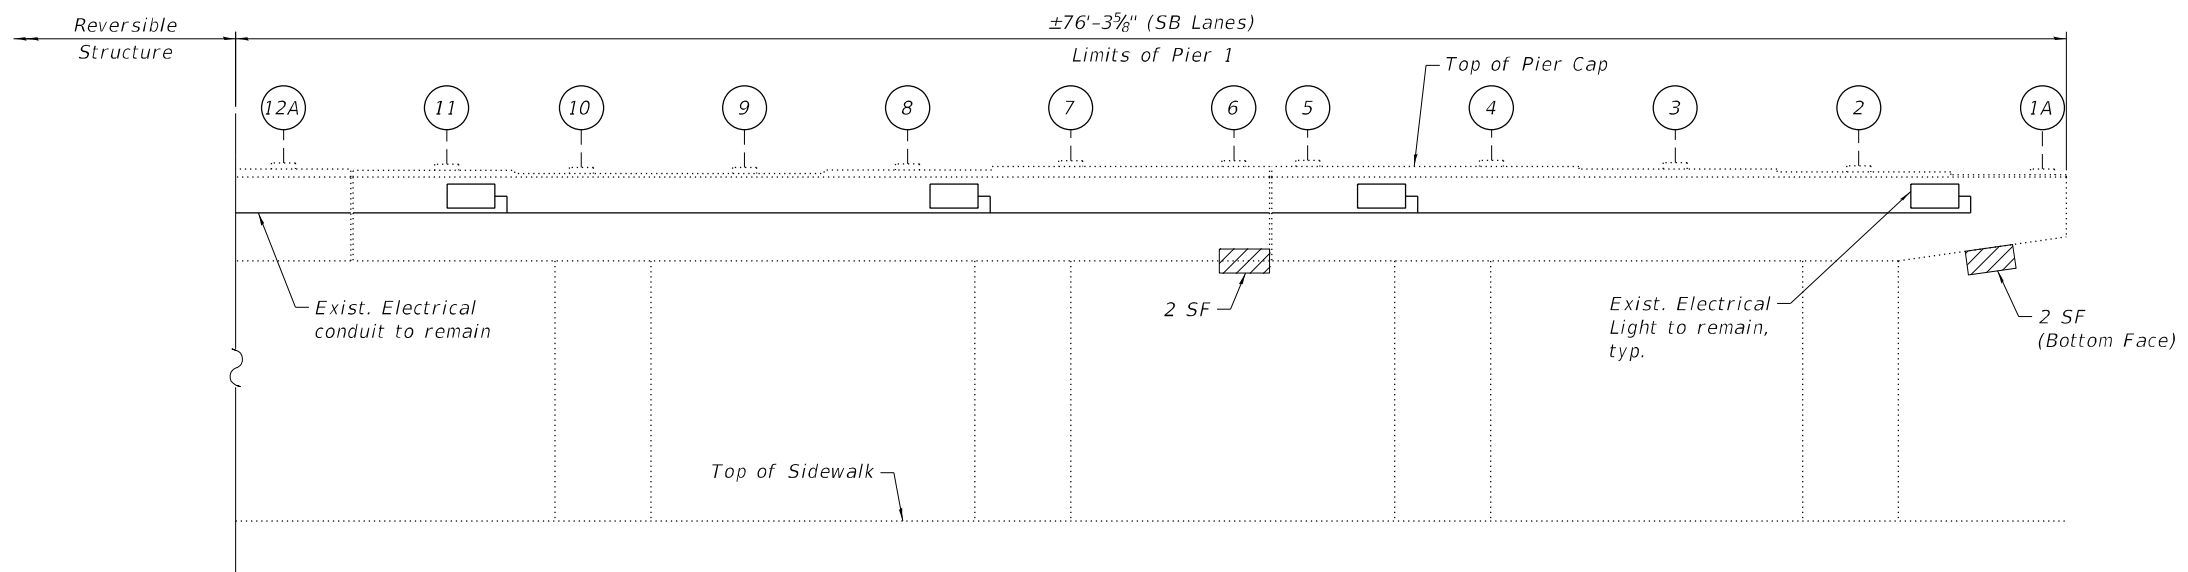 Reversible
Structure
±76'-3⅝" (SB Lanes)
Limits of Pier 1
Top of Pier Cap
12A
11
10
9
8
7
6
5
4
3
2
1A
Exist. Electrical
conduit to remain
2 SF
Exist. Electrical
Light to remain,
typ.
2 SF
(Bottom Face)
Top of Sidewalk